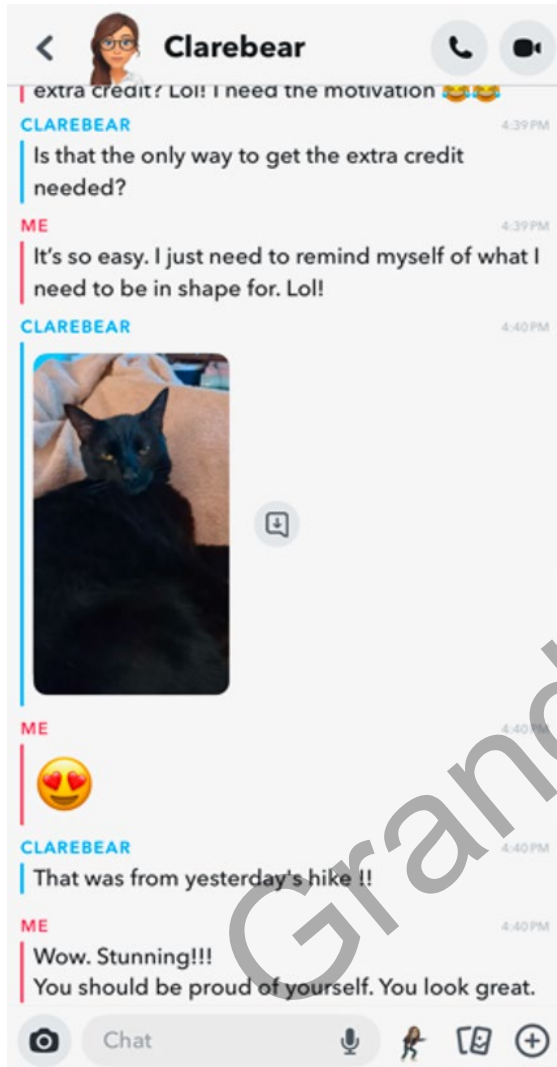 Clarebear
extra credit? Lol! I need the motivation 😂😂
CLAREBEAR 4:39 PM
Is that the only way to get the extra credit
needed?
ME 4:39 PM
It's so easy. I just need to remind myself of what I
need to be in shape for. Lol!
CLAREBEAR 4:40 PM
ME 4:40 PM
😍
CLAREBEAR 4:40 PM
That was from yesterday's hike !!
ME 4:40 PM
Wow. Stunning!!!
You should be proud of yourself. You look great.
Chat
Grand